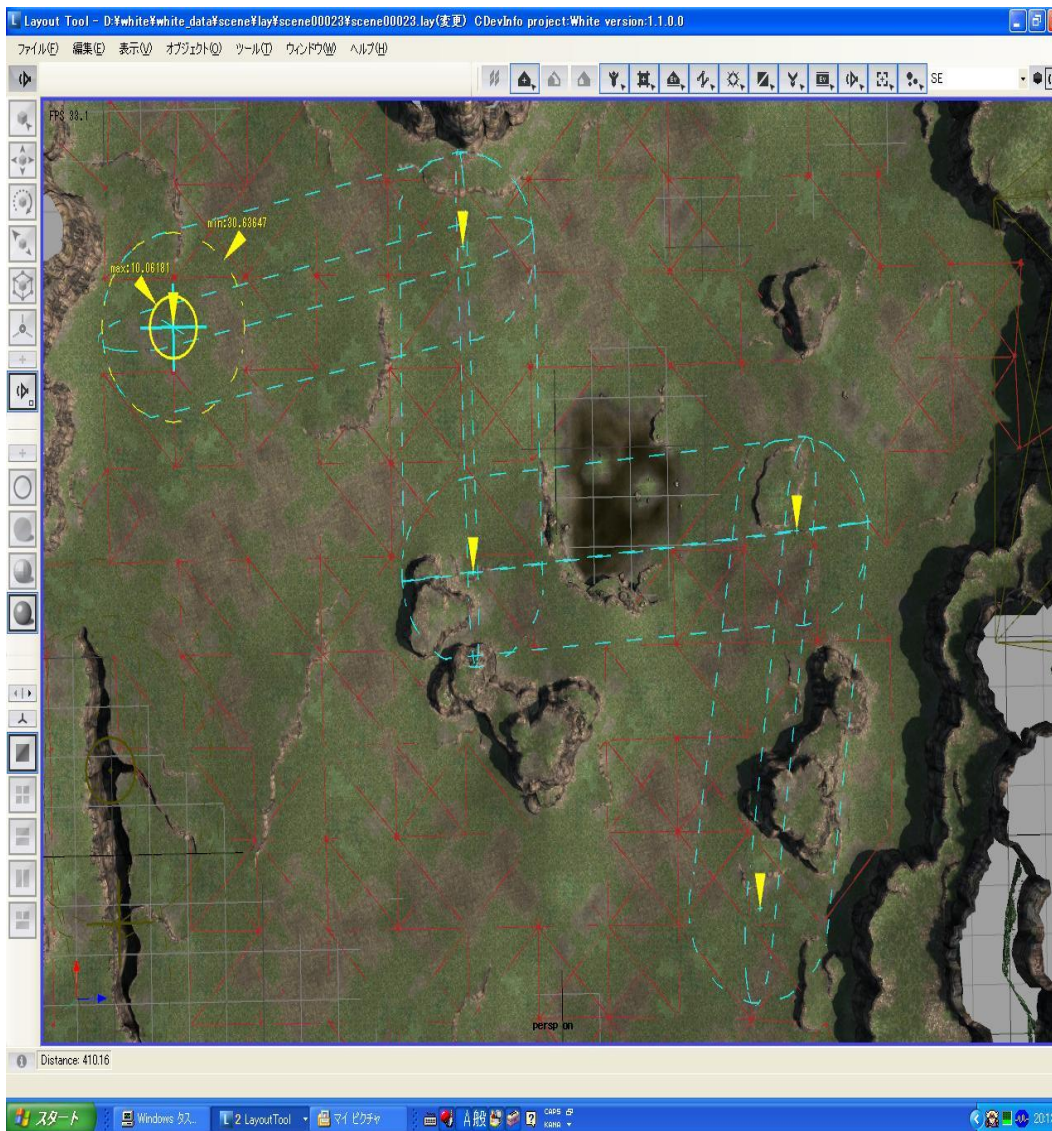 Layout Tool - D:¥white¥white_data¥scene¥lay¥scene00023¥scene00023.lay(変更) CDevInfo project:White version:1.1.0.0
ファイル(F) 編集(E) 表示(V) オブジェクト(O) ツール(T) ウィンドウ(W) ヘルプ(H)
SE
FPS 33.1
min:30.63647
max:10.06181
persp on
Distance: 410.16
スタート
Windows タス...
2 LayoutTool
マイ ピクチャ
A般
CAPS
KANA